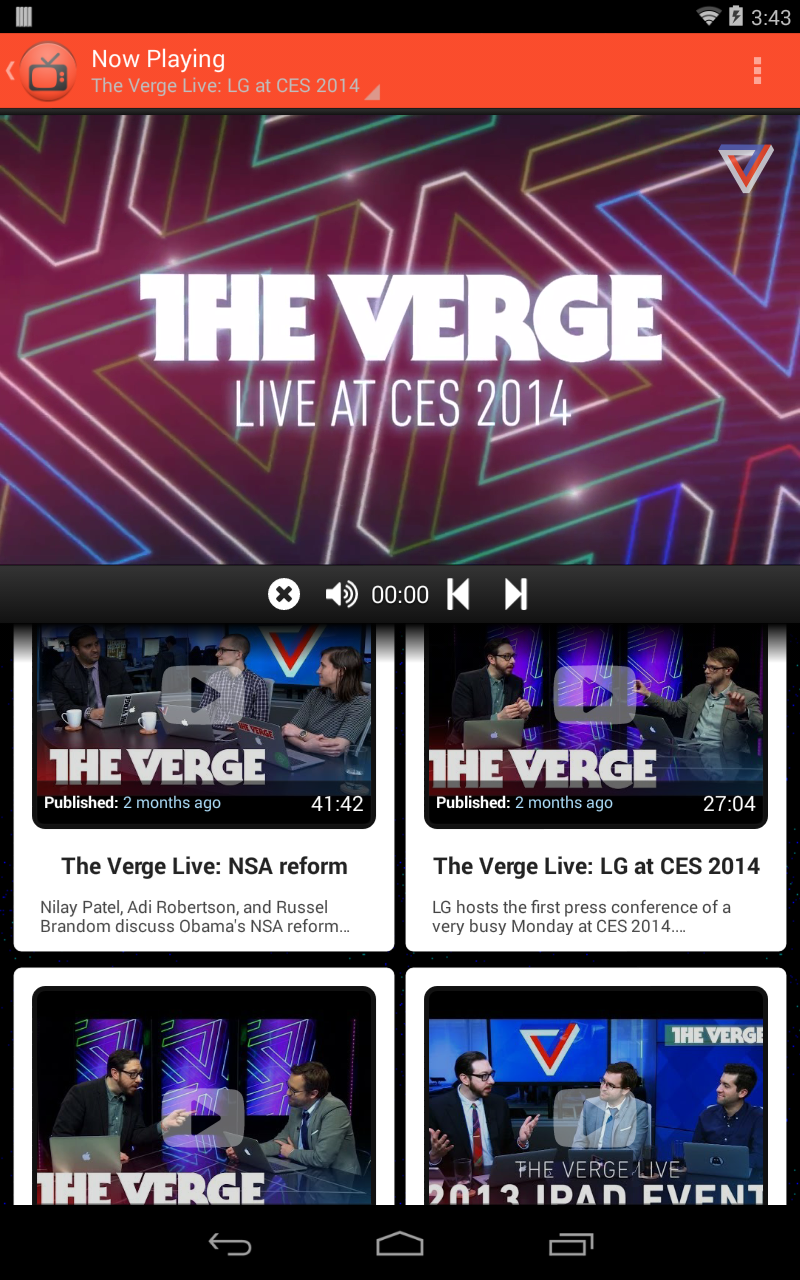 3:43
Now Playing
The Verge Live: LG at CES 2014
THE VERGE
LIVE AT CES 2014
00:00
THE VERGE
Published: 2 months ago
41:42
The Verge Live: NSA reform
Nilay Patel, Adi Robertson, and Russel
Brandom discuss Obama's NSA reform...
THE VERGE
Published: 2 months ago
27:04
The Verge Live: LG at CES 2014
LG hosts the first press conference of a
very busy Monday at CES 2014....
THE VERGE
THE VERGE
THE VERGE LIVE
2013 IPAD EVENT